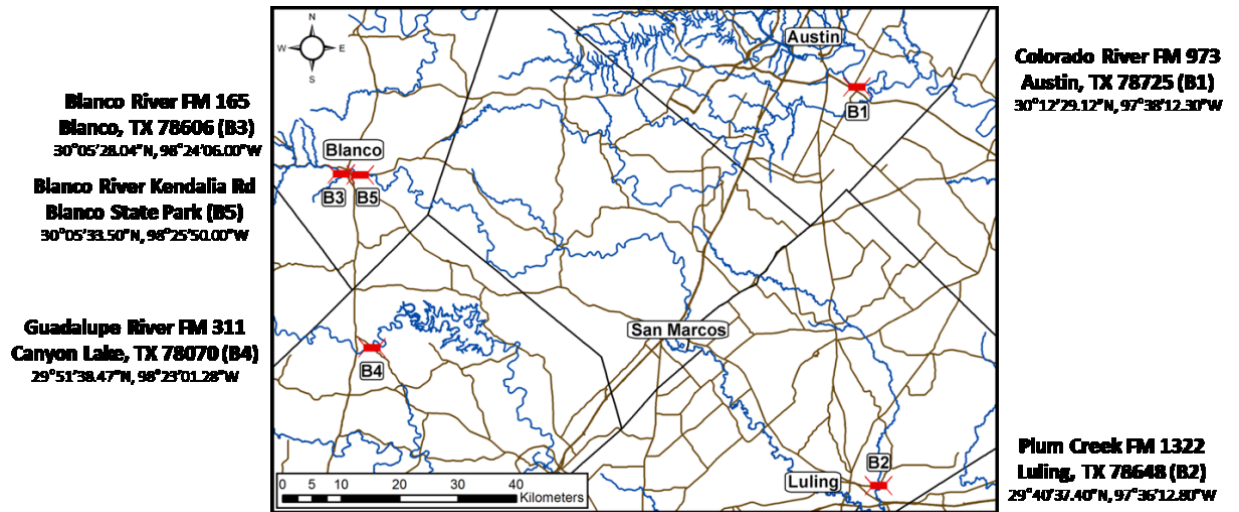 Blanco River FM 165
Blanco, TX 78606 (B3)
30°05'28.04"N, 98°24'06.00"W
Blanco River Kendalia Rd
Blanco State Park (B5)
30°05'33.50"N, 98°25'50.00"W
Guadalupe River FM 311
Canyon Lake, TX 78070 (B4)
29°51'38.47"N, 98°23'01.28"W
N
W E
S
Austin
B1
Blanco
B3 B5
San Marcos
B4
B2
Luling
0 5 10 20 30 40
Kilometers
Colorado River FM 973
Austin, TX 78725 (B1)
30°12'29.12"N, 97°38'12.30"W
Plum Creek FM 1322
Luling, TX 78648 (B2)
29°40'37.40"N, 97°36'12.80"W